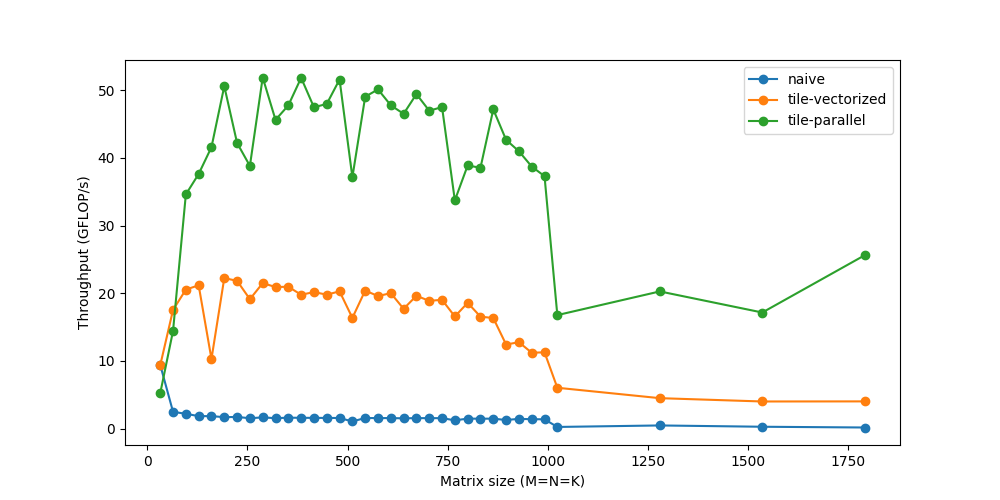 naive
tile-vectorized
tile-parallel
Throughput (GFLOP/s)
50
40
30
20
10
0
0 250 500 750 1000 1250 1500 1750
Matrix size (M=N=K)